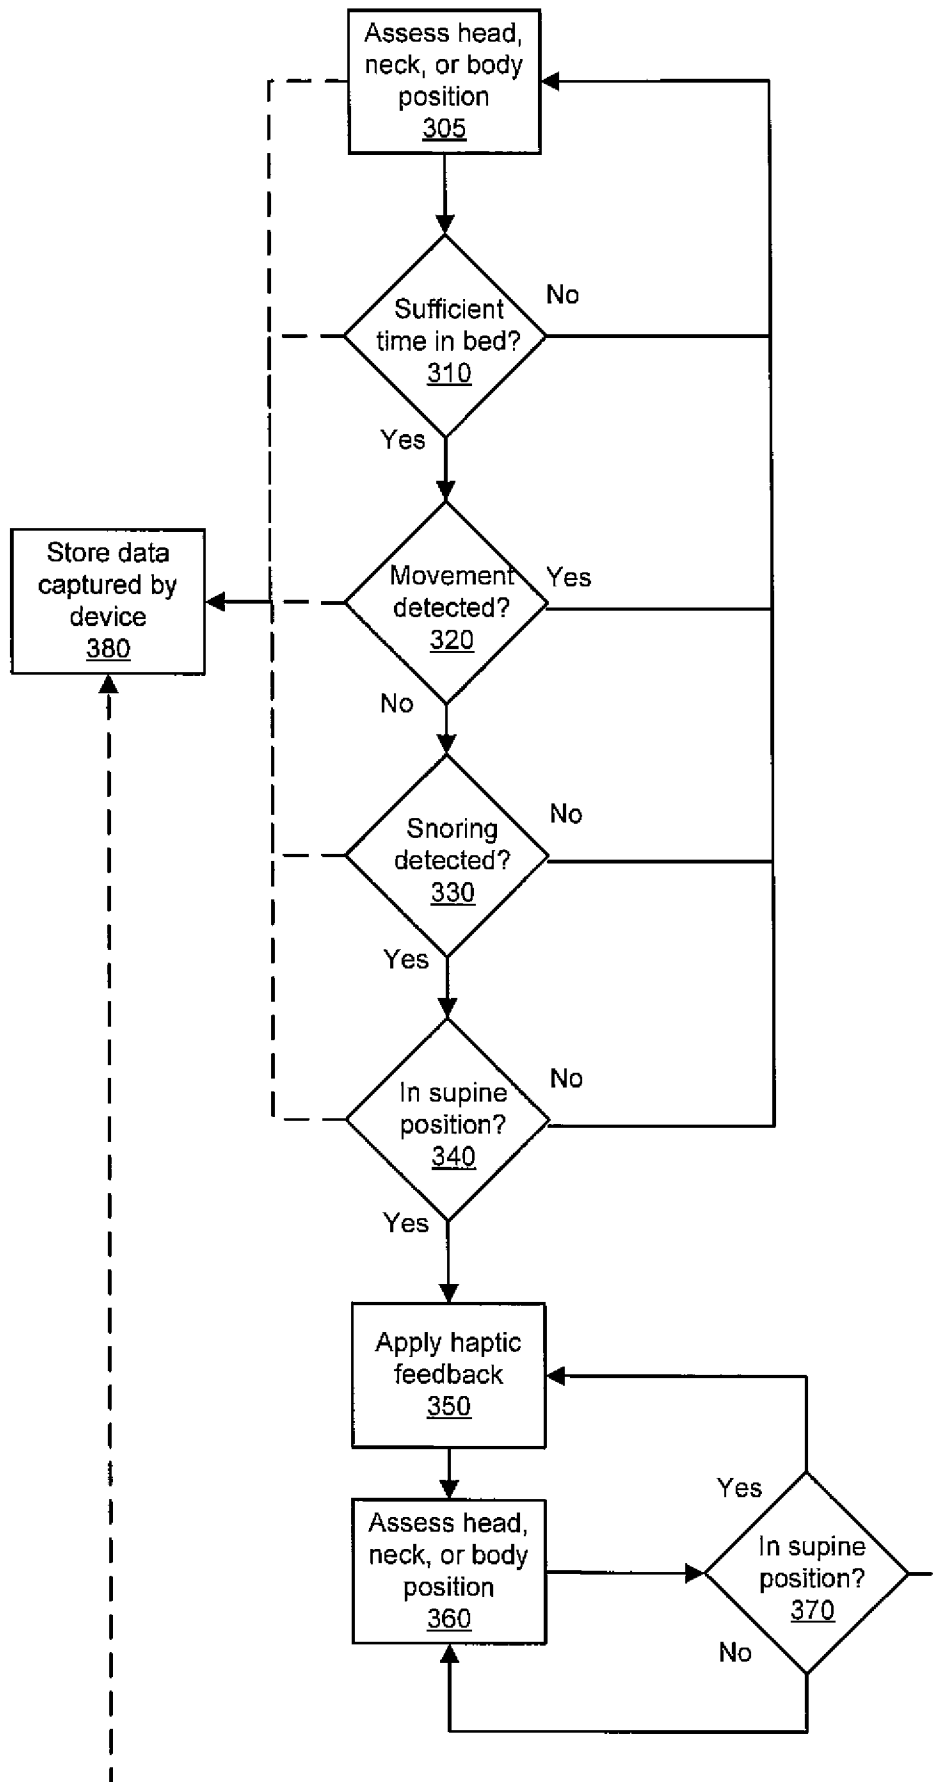 Assess head,
neck, or body
position
305
No
Sufficient
time in bed?
310
Yes
Store data
captured by
device
380
Movement
detected?
320
Yes
No
Snoring
detected?
330
No
Yes
In supine
position?
340
No
Yes
Apply haptic
feedback
350
Assess head,
neck, or body
position
360
Yes
In supine
position?
370
No